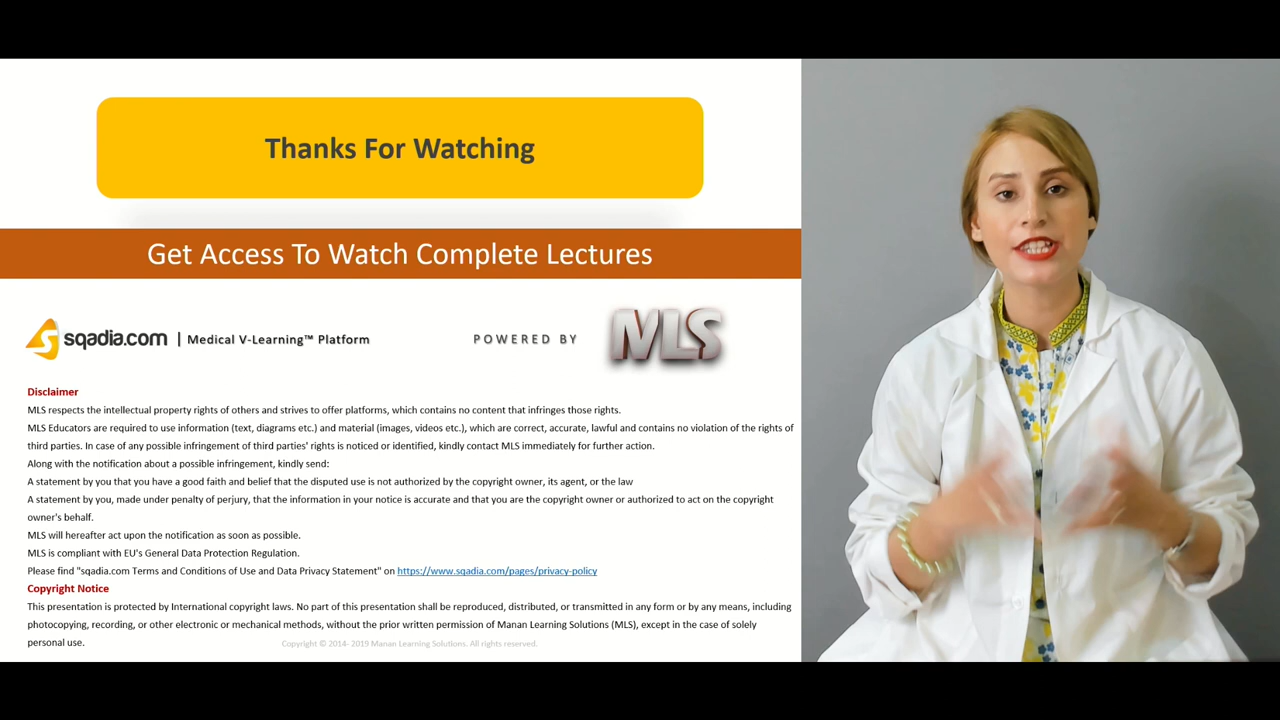 Thanks For Watching
Get Access To Watch Complete Lectures
sqadia.com | Medical V-Learning™ Platform
POWERED BY MLS
Disclaimer
MLS respects the intellectual property rights of others and strives to offer platforms, which contains no content that infringes those rights.
MLS Educators are required to use information (text, diagrams etc.) and material (images, videos etc.), which are correct, accurate, lawful and contains no violation of the rights of
third parties. In case of any possible infringement of third parties' rights is noticed or identified, kindly contact MLS immediately for further action.
Along with the notification about a possible infringement, kindly send:
A statement by you that you have a good faith and belief that the disputed use is not authorized by the copyright owner, its agent, or the law
A statement by you, made under penalty of perjury, that the information in your notice is accurate and that you are the copyright owner or authorized to act on the copyright
owner's behalf.
MLS will hereafter act upon the notification as soon as possible.
MLS is compliant with EU's General Data Protection Regulation.
Please find "sqadia.com Terms and Conditions of Use and Data Privacy Statement" on https://www.sqadia.com/pages/privacy-policy
Copyright Notice
This presentation is protected by International copyright laws. No part of this presentation shall be reproduced, distributed, or transmitted in any form or by any means, including
photocopying, recording, or other electronic or mechanical methods, without the prior written permission of Manan Learning Solutions (MLS), except in the case of solely
personal use.
Copyright © 2014- 2019 Manan Learning Solutions. All rights reserved.